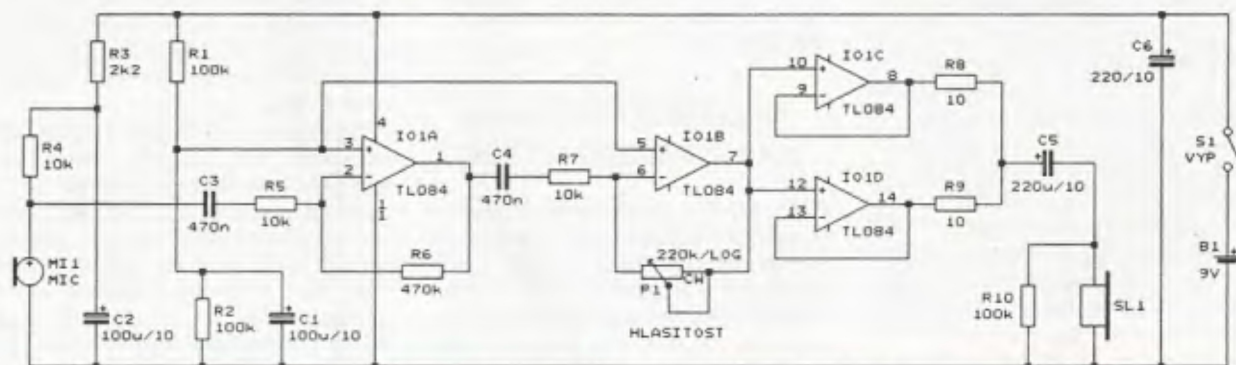 R3
2k2
R1
100k
R4
10k
C3
470n
R5
10k
MI1
MIC
C2
100u/10
R2
100k
C1
100u/10
4
3
2
1
IO1A
TL084
R6
470k
C4
470n
R7
10k
5
6
7
IO1B
TL084
220k/LOG
P1
CW
HLASITOST
10
9
8
IO1C
TL084
R8
10
12
13
14
IO1D
TL084
R9
10
C5
220u/10
R10
100k
SL1
C6
220/10
S1
VYP
B1
9V